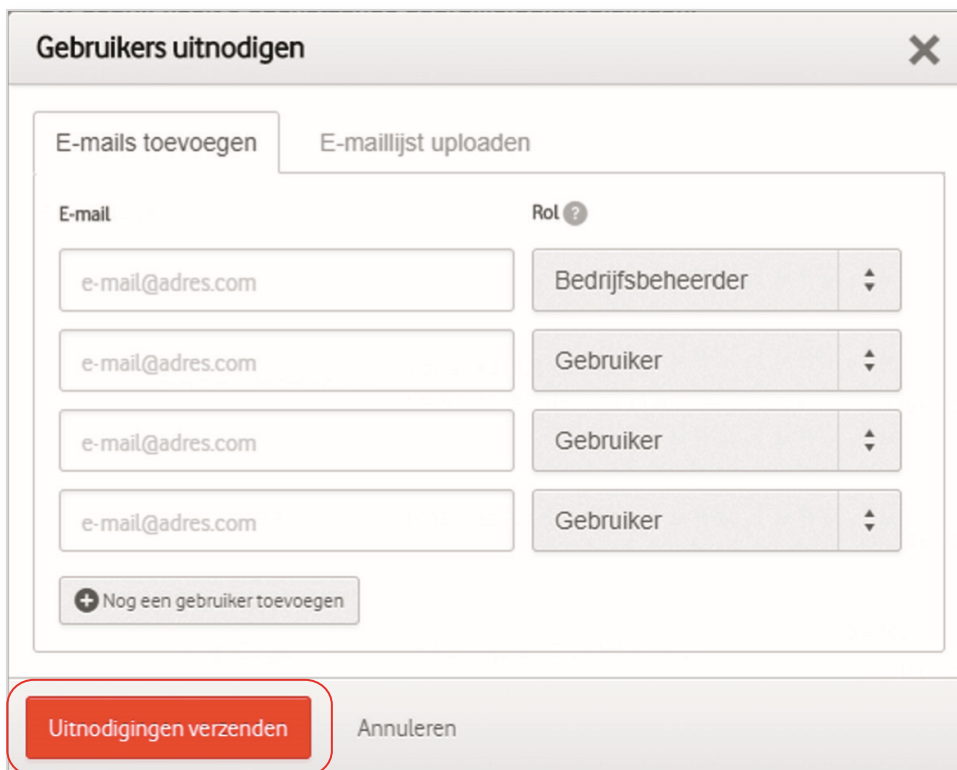 Gebruikers uitnodigen
E-mails toevoegen E-maillijst uploaden
E-mail Rol ?
e-mail@adres.com Bedrijfsbeheerder
e-mail@adres.com Gebruiker
e-mail@adres.com Gebruiker
e-mail@adres.com Gebruiker
Nog een gebruiker toevoegen
Uitnodigingen verzenden Annuleren